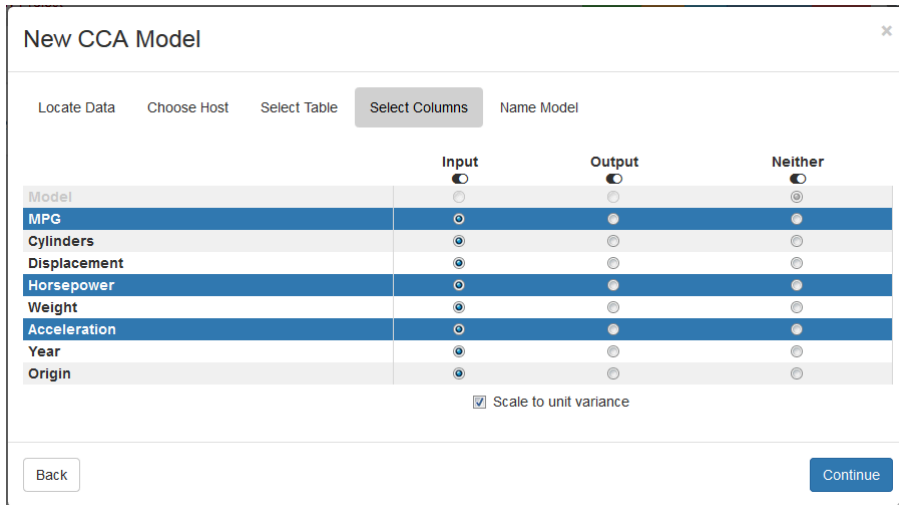 New CCA Model
×
Locate Data Choose Host Select Table Select Columns Name Model
Input Output Neither
Model
MPG
Cylinders
Displacement
Horsepower
Weight
Acceleration
Year
Origin
Scale to unit variance
Back Continue